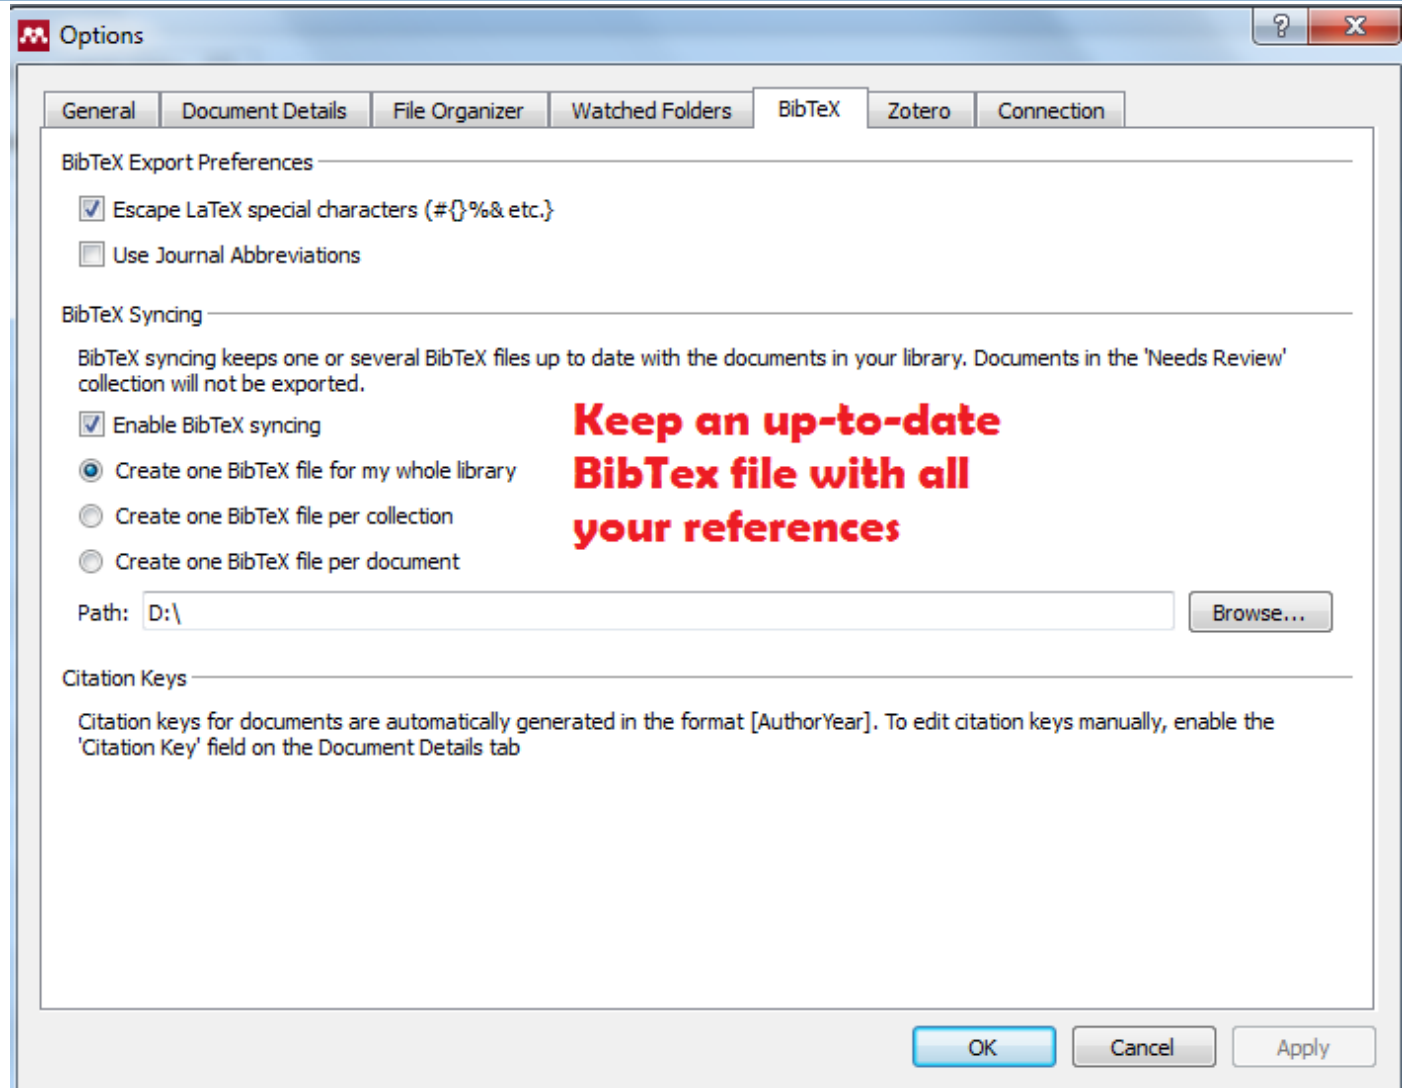 Options
General Document Details File Organizer Watched Folders BibTeX Zotero Connection
BibTeX Export Preferences
Escape LaTeX special characters (#{}%& etc.}
Use Journal Abbreviations
BibTeX Syncing
BibTeX syncing keeps one or several BibTeX files up to date with the documents in your library. Documents in the 'Needs Review'
collection will not be exported.
Enable BibTeX syncing
Create one BibTeX file for my whole library
Create one BibTeX file per collection
Create one BibTeX file per document
Keep an up-to-date
BibTex file with all
your references
Path: D:\ Browse...
Citation Keys
Citation keys for documents are automatically generated in the format [AuthorYear]. To edit citation keys manually, enable the
'Citation Key' field on the Document Details tab
OK Cancel Apply